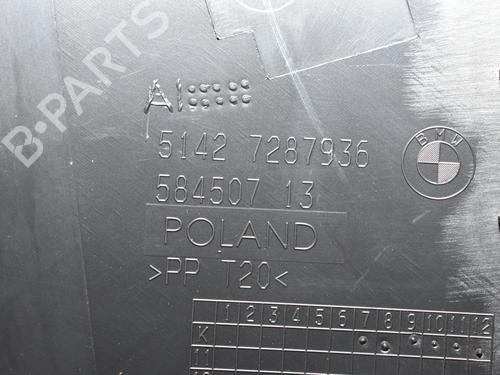 B-PARTS
AI
BMW
5142 7287936
584507 13
POLAND
>PP T20<
1 2 3 4 5 6 7 8 9 10 11 12
K
11